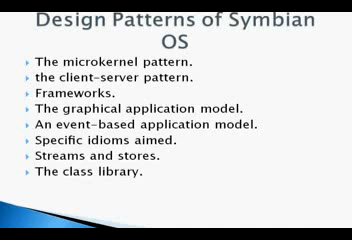 Design Patterns of Symbian
OS
The microkernel pattern.
the client-server pattern.
Frameworks.
The graphical application model.
An event-based application model.
Specific idioms aimed.
Streams and stores.
The class library.